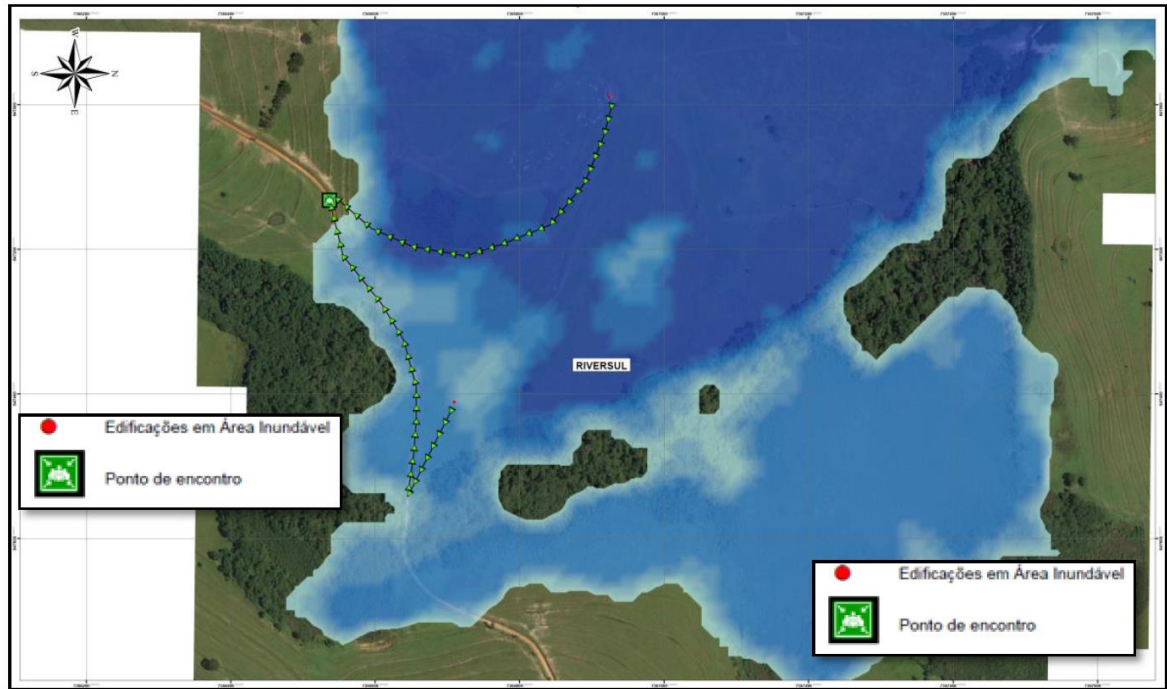 W
S
N
E
RIVERSUL
Edificações em Área Inundável
Ponto de encontro
Edificações em Área Inundável
Ponto de encontro